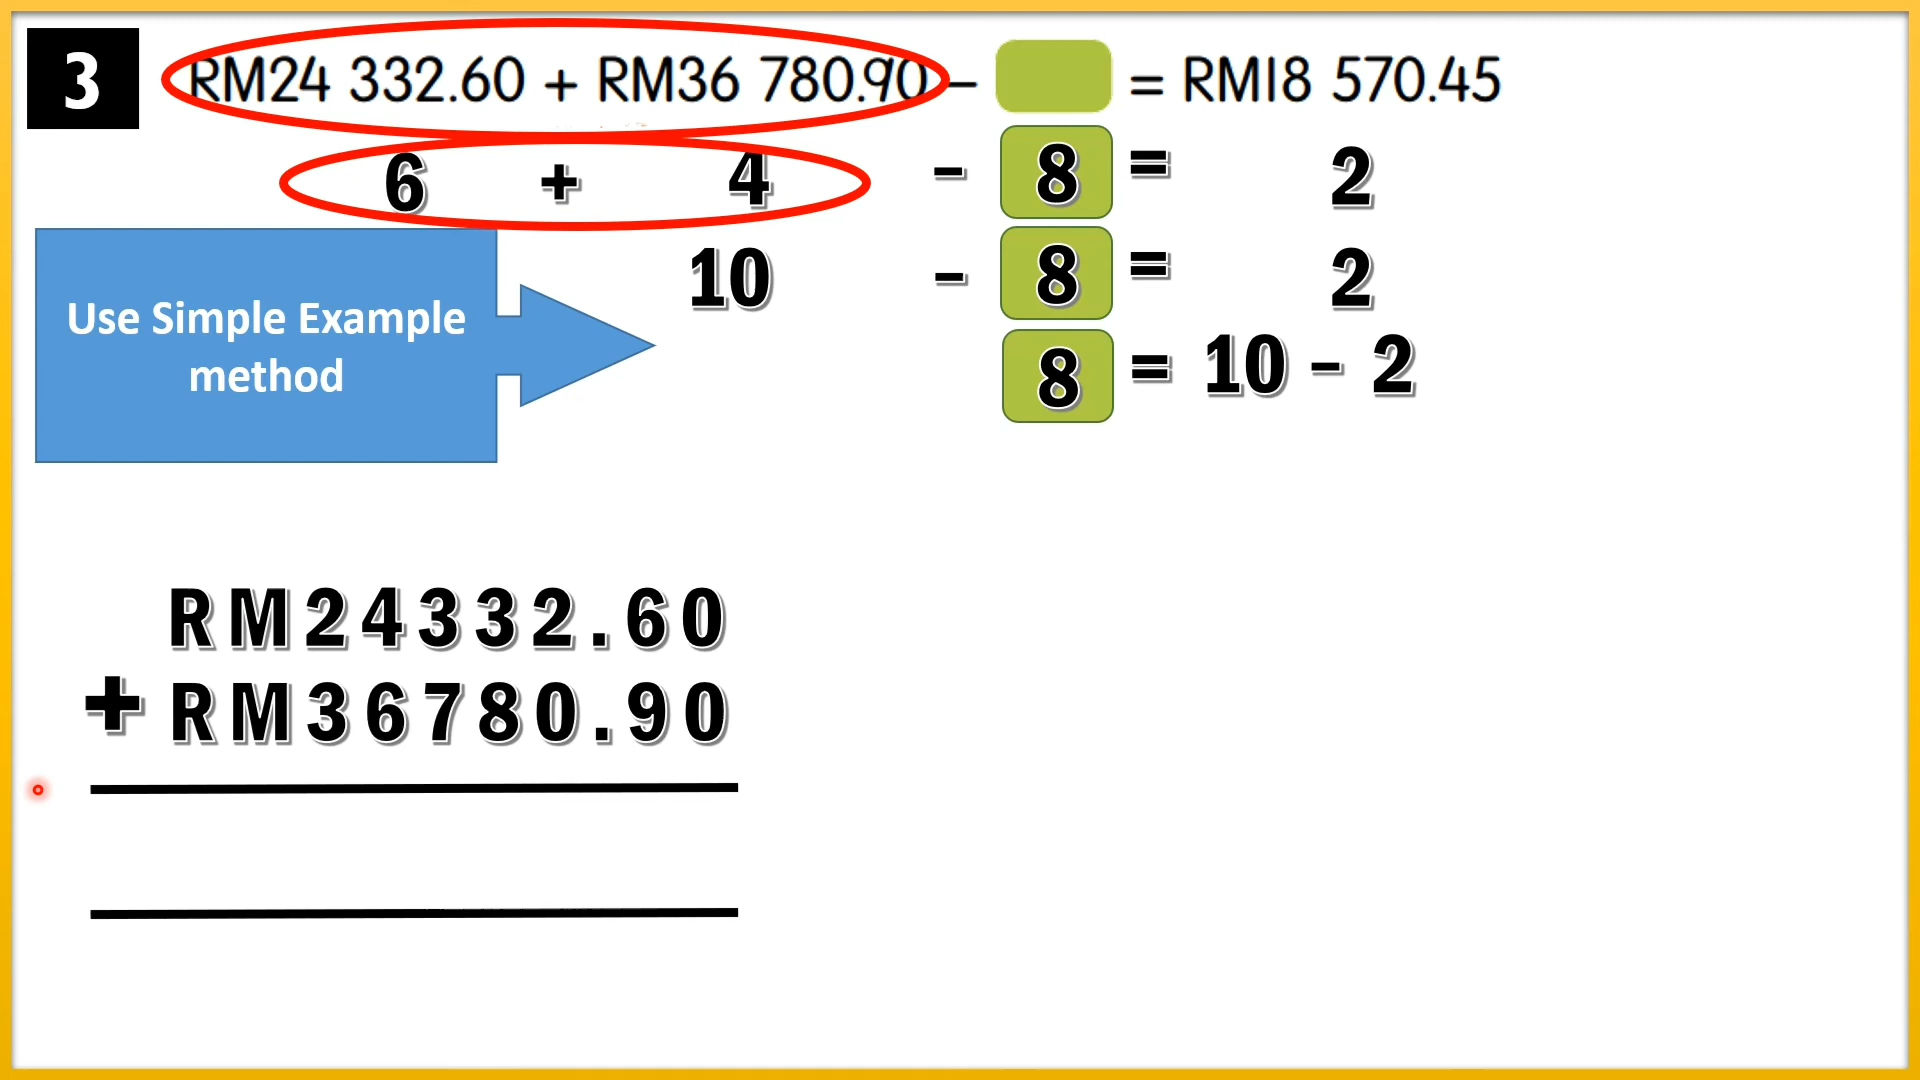 3
RM24 332.60 + RM36 780.90 – = RM18 570.45
6 + 4 - 8 = 2
10 - 8 = 2
8 = 10 - 2
Use Simple Example
method
RM24332.60
+ RM36780.90